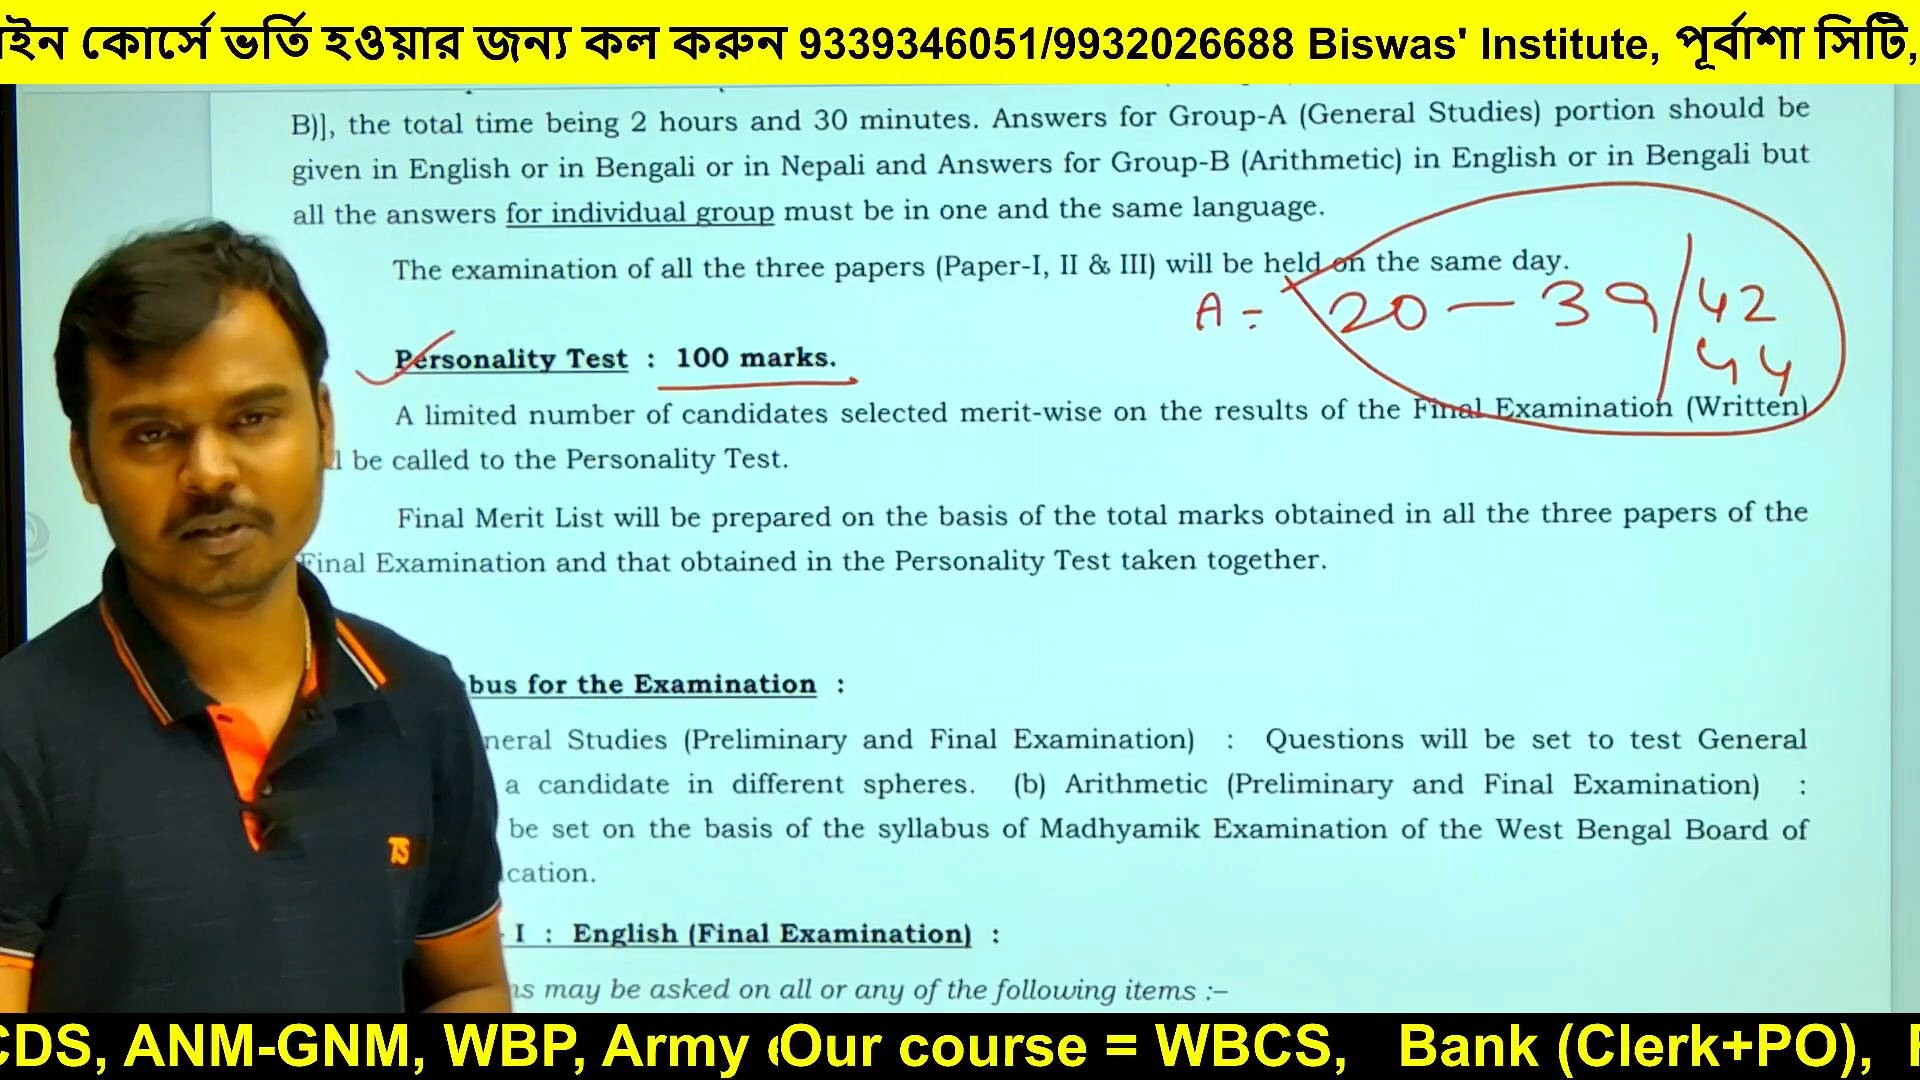 কোর্সে ভর্তি হওয়ার জন্য কল করুন 9339346051/9932026688 Biswas' Institute, পূর্বাশা সিটি,
B)], the total time being 2 hours and 30 minutes. Answers for Group-A (General Studies) portion should be
given in English or in Bengali or in Nepali and Answers for Group-B (Arithmetic) in English or in Bengali but
all the answers for individual group must be in one and the same language.
The examination of all the three papers (Paper-I, II & III) will be held on the same day.
A = 20 — 39 / 42
44
Personality Test : 100 marks.
A limited number of candidates selected merit-wise on the results of the Final Examination (Written)
be called to the Personality Test.
Final Merit List will be prepared on the basis of the total marks obtained in all the three papers of the
Final Examination and that obtained in the Personality Test taken together.
bus for the Examination :
neral Studies (Preliminary and Final Examination) : Questions will be set to test General
a candidate in different spheres. (b) Arithmetic (Preliminary and Final Examination) :
be set on the basis of the syllabus of Madhyamik Examination of the West Bengal Board of
cation.
I : English (Final Examination) :
ns may be asked on all or any of the following items :–
TS
CDS, ANM-GNM, WBP, Army Our course = WBCS, Bank (Clerk+PO),